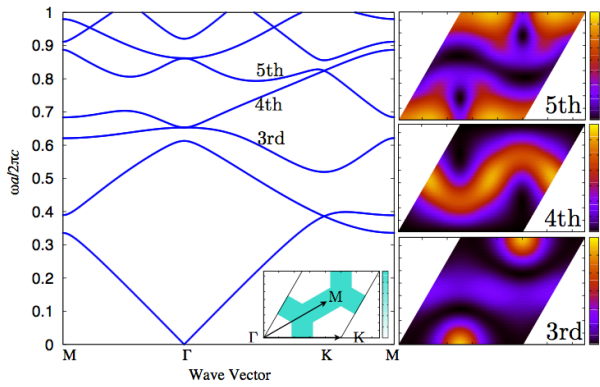 1
0.9
0.8
0.7
0.6
0.5
0.4
0.3
0.2
0.1
0
ωa/2πc
5th
4th
3rd
M
Γ
K
M
Γ
K
M
Wave Vector
5th
4th
3rd